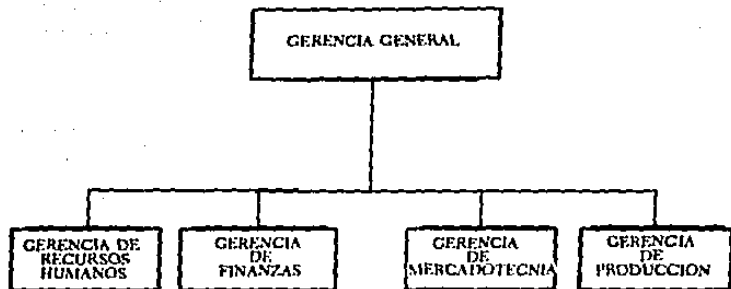 GERENCIA GENERAL
GERENCIA DE
RECURSOS
HUMANOS
GERENCIA
DE
FINANZAS
GERENCIA
DE
MERCADOTECNIA
GERENCIA
DE
PRODUCCION